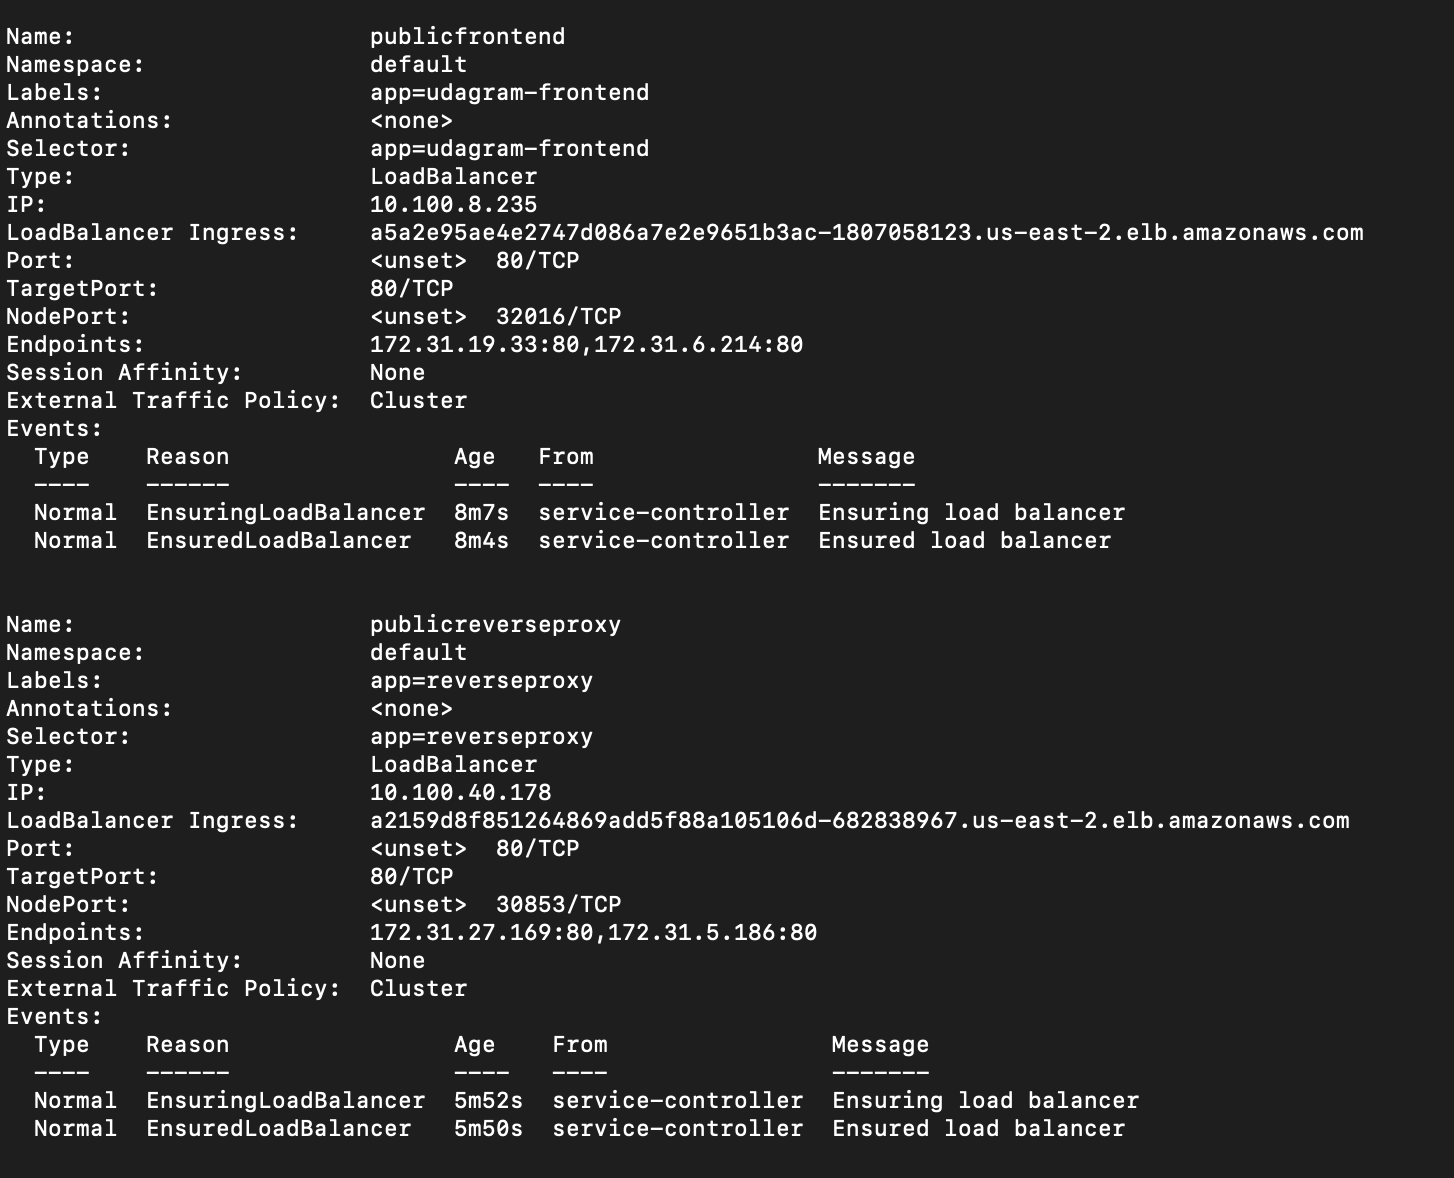 Name:                     publicfrontend
Namespace:                default
Labels:                   app=udagram-frontend
Annotations:              <none>
Selector:                 app=udagram-frontend
Type:                     LoadBalancer
IP:                       10.100.8.235
LoadBalancer Ingress:     a5a2e95ae4e2747d086a7e2e9651b3ac-1807058123.us-east-2.elb.amazonaws.com
Port:                     <unset>  80/TCP
TargetPort:               80/TCP
NodePort:                 <unset>  32016/TCP
Endpoints:                172.31.19.33:80,172.31.6.214:80
Session Affinity:         None
External Traffic Policy:  Cluster
Events:
  Type    Reason                Age   From                Message
  ----    ------                ----  ----                -------
  Normal  EnsuringLoadBalancer  8m7s  service-controller  Ensuring load balancer
  Normal  EnsuredLoadBalancer   8m4s  service-controller  Ensured load balancer
Name:                     publicreverseproxy
Namespace:                default
Labels:                   app=reverseproxy
Annotations:              <none>
Selector:                 app=reverseproxy
Type:                     LoadBalancer
IP:                       10.100.40.178
LoadBalancer Ingress:     a2159d8f851264869add5f88a105106d-682838967.us-east-2.elb.amazonaws.com
Port:                     <unset>  80/TCP
TargetPort:               80/TCP
NodePort:                 <unset>  30853/TCP
Endpoints:                172.31.27.169:80,172.31.5.186:80
Session Affinity:         None
External Traffic Policy:  Cluster
Events:
  Type    Reason                Age    From                Message
  ----    ------                ----   ----                -------
  Normal  EnsuringLoadBalancer  5m52s  service-controller  Ensuring load balancer
  Normal  EnsuredLoadBalancer   5m50s  service-controller  Ensured load balancer